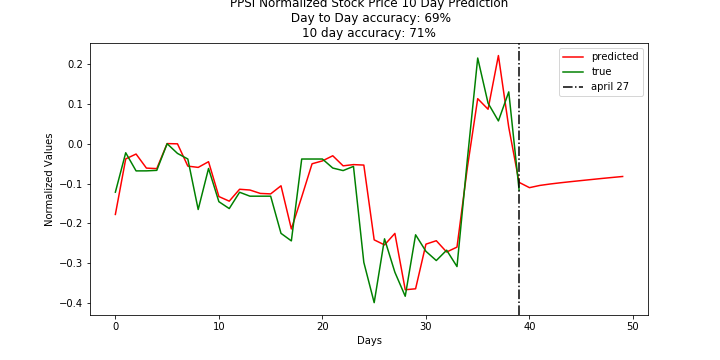 PPSI Normalized Stock Price 10 Day Prediction
Day to Day accuracy: 69%
10 day accuracy: 71%
predicted
true
april 27
Normalized Values
0.2
0.1
0.0
−0.1
−0.2
−0.3
−0.4
0
10
20
30
40
50
Days